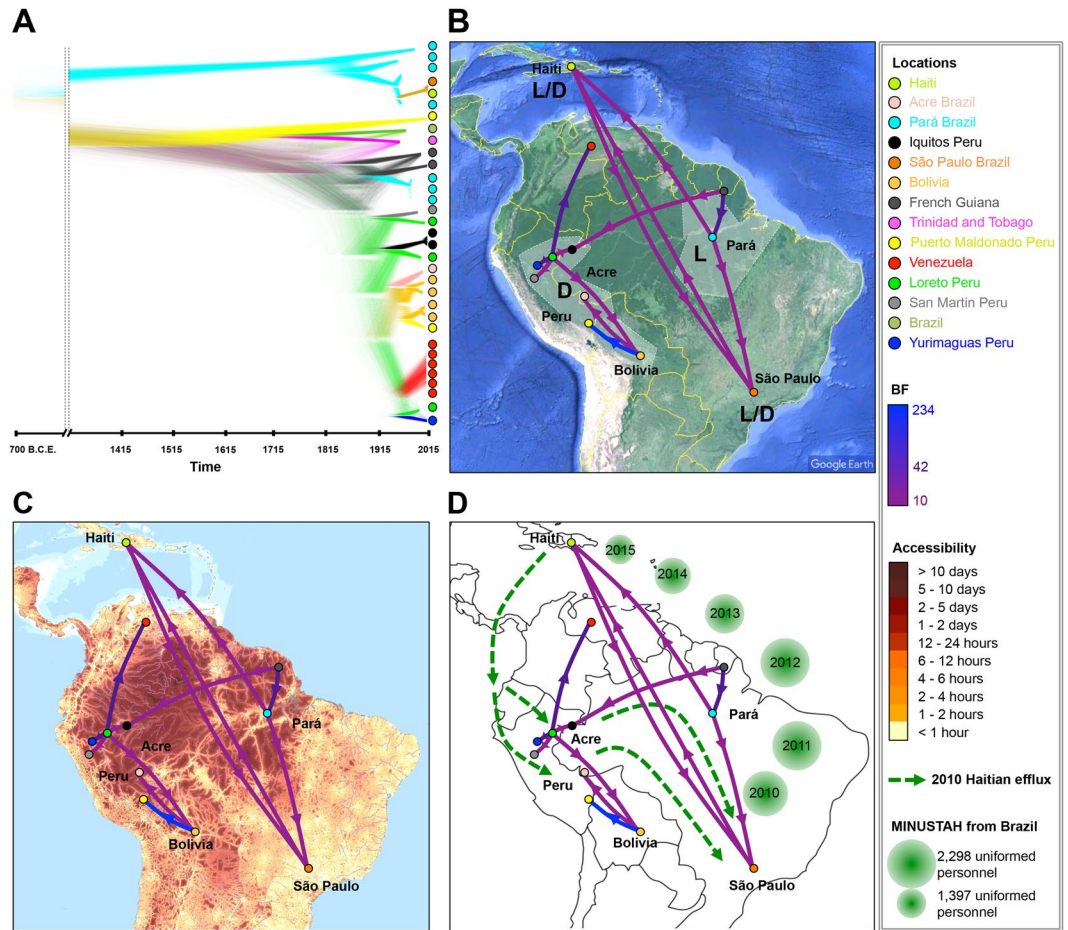 A
700 B.C.E.
1415
1515
1615
1715
1815
1915
2015
Time
B
Haiti
L/D
Pará
L
Acre
D
Peru
Bolivia
São Paulo
L/D
Google Earth
Locations
Haiti
Acre Brazil
Pará Brazil
Iquitos Peru
São Paulo Brazil
Bolivia
French Guiana
Trinidad and Tobago
Puerto Maldonado Peru
Venezuela
Loreto Peru
San Martin Peru
Brazil
Yurimaguas Peru
BF
234
42
10
Accessibility
> 10 days
5 - 10 days
2 - 5 days
1 - 2 days
12 - 24 hours
6 - 12 hours
4 - 6 hours
2 - 4 hours
1 - 2 hours
< 1 hour
2010 Haitian efflux
MINUSTAH from Brazil
2,298 uniformed
personnel
1,397 uniformed
personnel
C
Haiti
Pará
Acre
Peru
Bolivia
São Paulo
D
Haiti
2015
2014
2013
2012
Pará
Acre
2011
Peru
2010
Bolivia
São Paulo